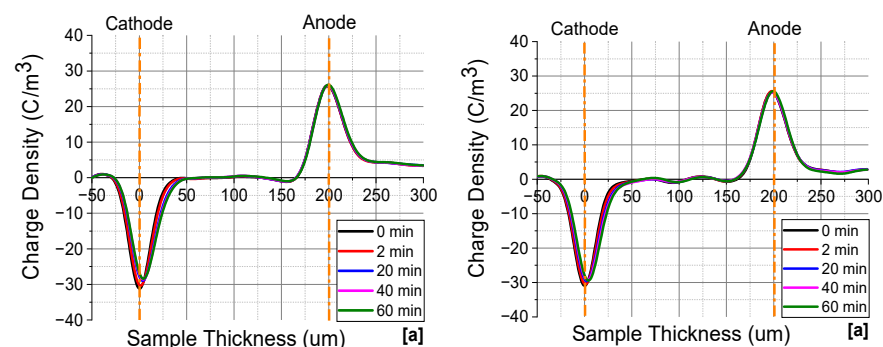 Cathode
Anode
Charge Density (C/m³)
40
30
20
10
0
−10
−20
−30
−40
−50
0
50
100
150
200
250
300
0 min
2 min
20 min
40 min
60 min
Sample Thickness (um)
[a]
Cathode
Anode
Charge Density (C/m³)
40
30
20
10
0
−10
−20
−30
−40
−50
0
50
100
150
200
250
300
0 min
2 min
20 min
40 min
60 min
Sample Thickness (um)
[a]